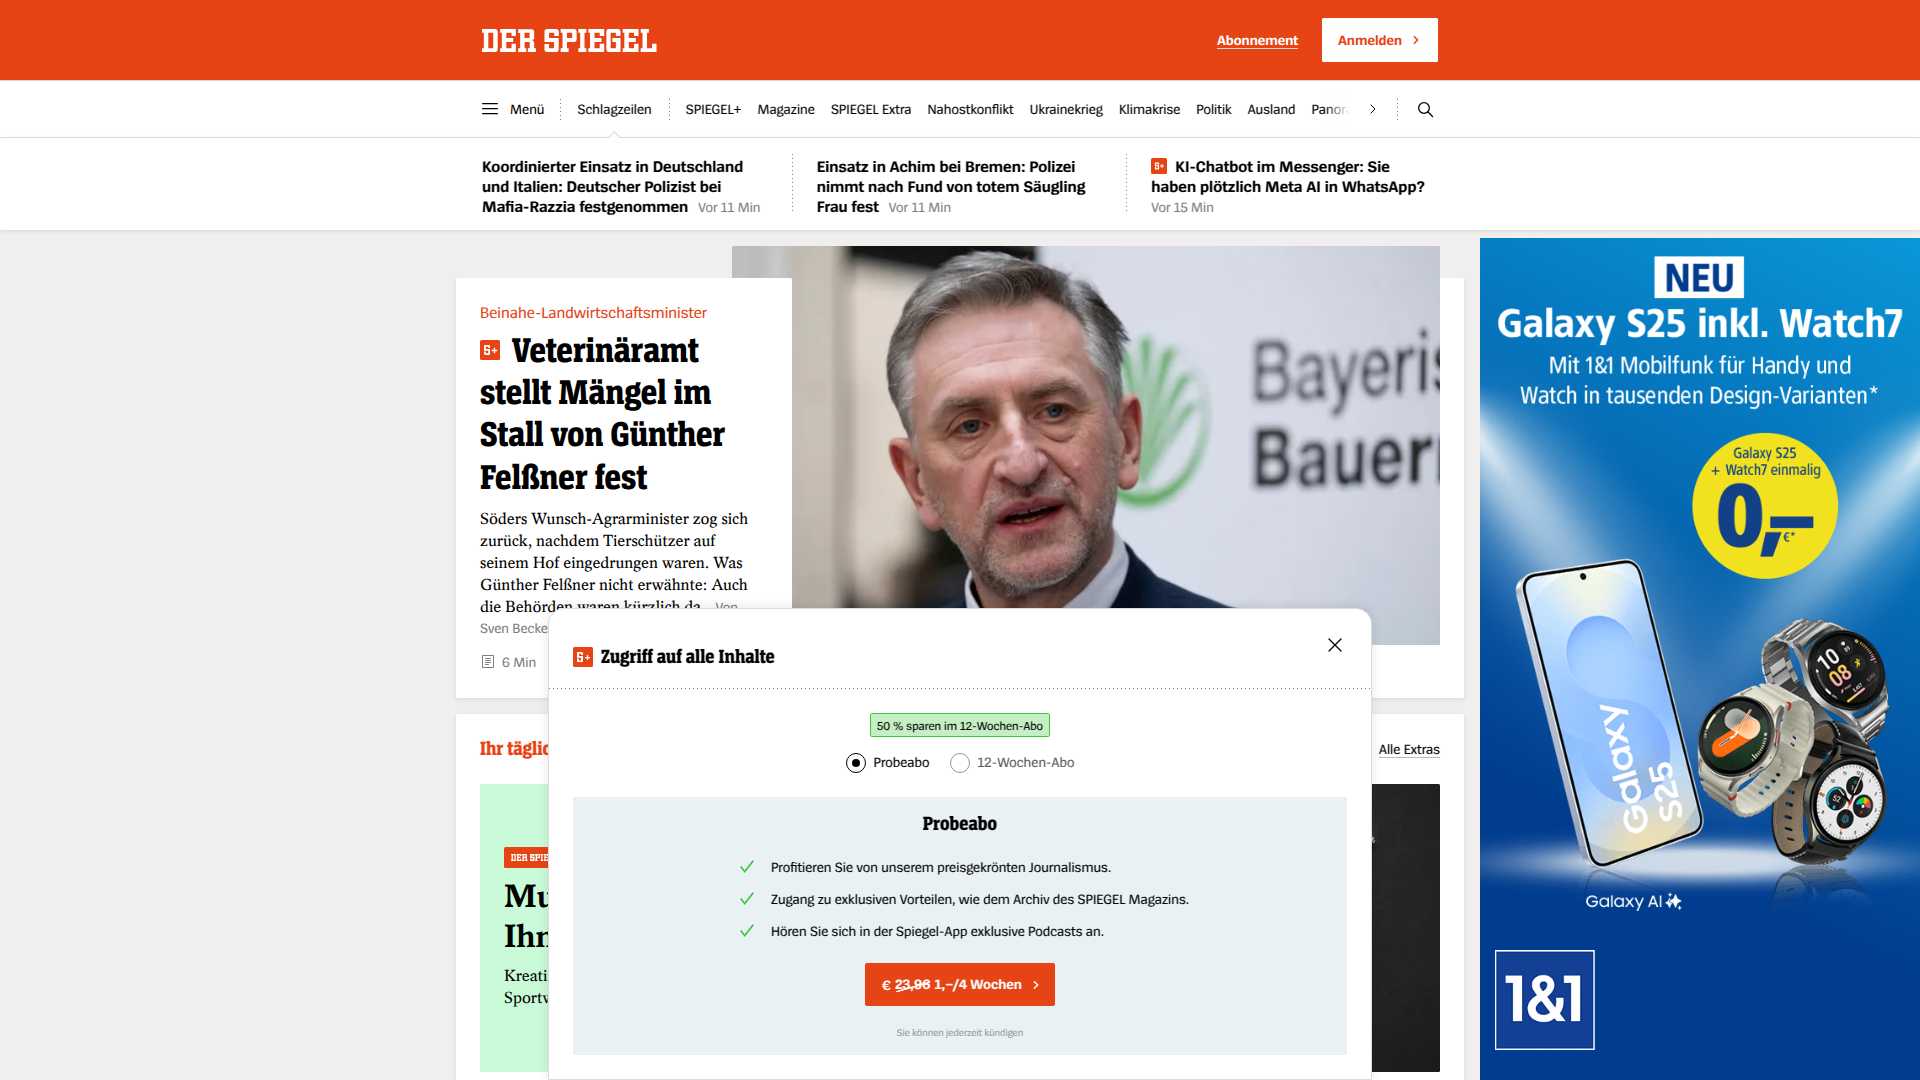 DER SPIEGEL
Abonnement
Anmelden
Menü
Schlagzeilen
SPIEGEL+
Magazine
SPIEGEL Extra
Nahostkonflikt
Ukrainekrieg
Klimakrise
Politik
Ausland
Koordinierter Einsatz in Deutschland
und Italien: Deutscher Polizist bei
Mafia-Razzia festgenommen Vor 11 Min
Einsatz in Achim bei Bremen: Polizei
nimmt nach Fund von totem Säugling
Frau fest Vor 11 Min
S+ KI-Chatbot im Messenger: Sie
haben plötzlich Meta AI in WhatsApp?
Vor 15 Min
Beinahe-Landwirtschaftsminister
S+ Veterinäramt
stellt Mängel im
Stall von Günther
Felßner fest
Söders Wunsch-Agrarminister zog sich
zurück, nachdem Tierschützer auf
seinem Hof eingedrungen waren. Was
Günther Felßner nicht erwähnte: Auch
die Behörden waren kürzlich da. Von
Sven Becke
6 Min
Bayeris
Bauer
S+ Zugriff auf alle Inhalte
50 % sparen im 12-Wochen-Abo
Probeabo
12-Wochen-Abo
Probeabo
Profitieren Sie von unserem preisgekrönten Journalismus.
Zugang zu exklusiven Vorteilen, wie dem Archiv des SPIEGEL Magazins.
Hören Sie sich in der Spiegel-App exklusive Podcasts an.
€ 23,96 1,–/4 Wochen
Sie können jederzeit kündigen
Ihr täglic
Alle Extras
DER SPIE
Mu
Ihn
Kreati
Sportw
NEU
Galaxy S25 inkl. Watch7
Mit 1&1 Mobilfunk für Handy und
Watch in tausenden Design-Varianten*
Galaxy S25
+ Watch7 einmalig
0,– €*
Galaxy
S25
10
08
Galaxy AI
1&1